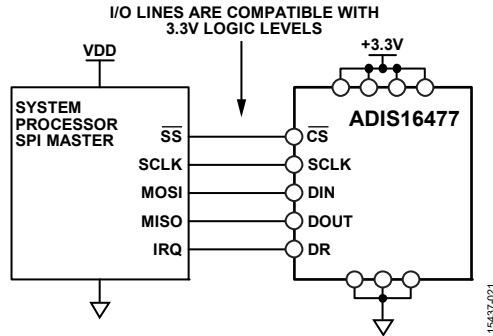 I/O LINES ARE COMPATIBLE WITH
3.3V LOGIC LEVELS
VDD
+3.3V
SYSTEM
PROCESSOR
SPI MASTER
ADIS16477
SS
CS
SCLK
SCLK
MOSI
DIN
MISO
DOUT
IRQ
DR
15437-021